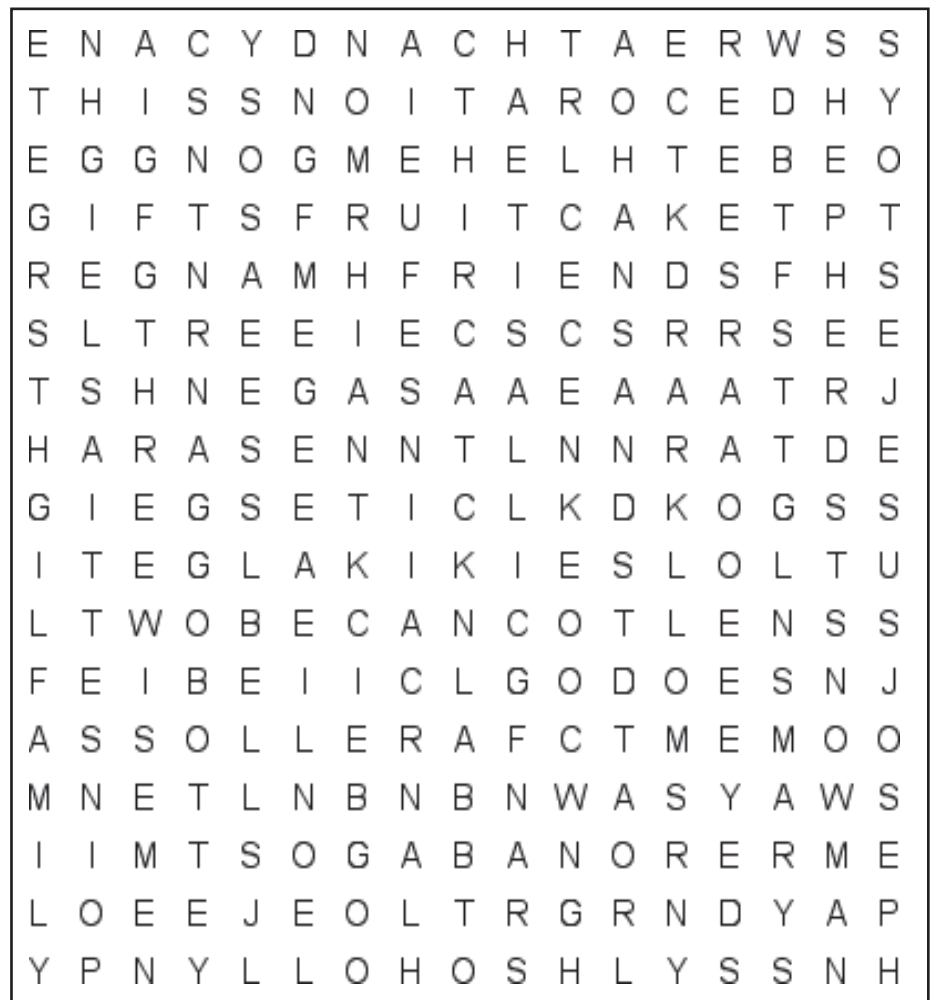 E N A C Y D N A C H T A E R W S S
T H I S S N O I T A R O C E D H Y
E G G N O G M E H E L H T E B E O
G I F T S F R U I T C A K E T P T
R E G N A M H F R I E N D S F H S
S L T R E E I E C S C S R R S E E
T S H N E G A S A A E A A A T R J
H A R A S E N N T L N N R A T D E
G I E G S E T I C L K D K O G S S
I T E G L A K I K I E S L O L T U
L T W O B E C A N C O T L E N S S
F E I B E I I C L G O D O E S N J
A S S O L L E R A F C T M E M O O
M N E T L N B N B N W A S Y A W S
I I M T S O G A B A N O R E R M E
L O E E J E O L T R G R N D Y A P
Y P N Y L L O H O S H L Y S S N H